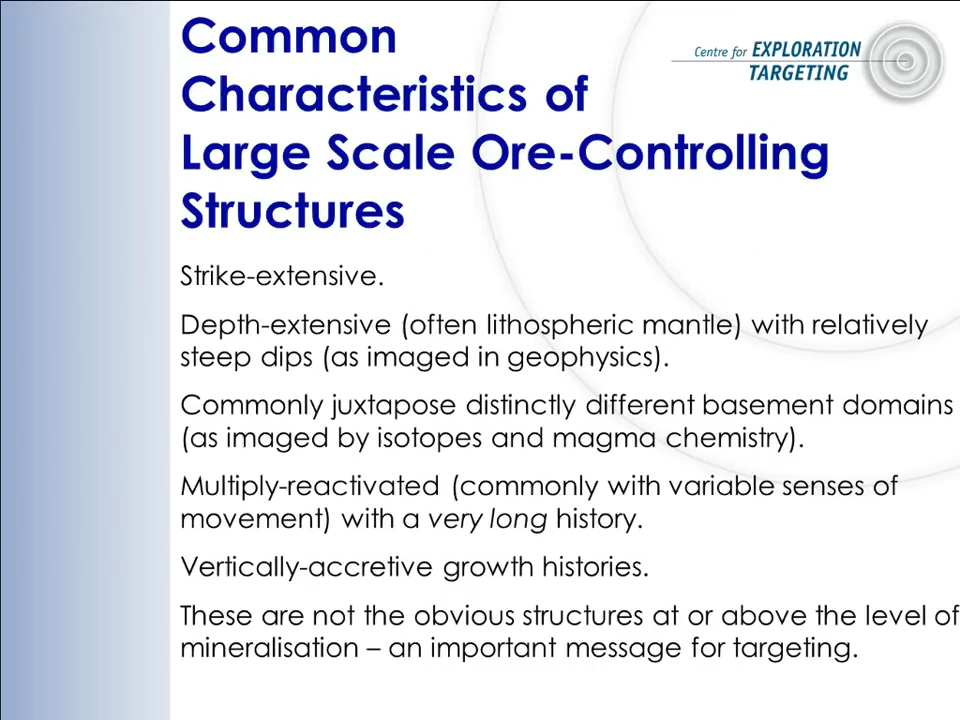 Common
Characteristics of
Large Scale Ore-Controlling
Structures
Centre for EXPLORATION
TARGETING
Strike-extensive.
Depth-extensive (often lithospheric mantle) with relatively
steep dips (as imaged in geophysics).
Commonly juxtapose distinctly different basement domains
(as imaged by isotopes and magma chemistry).
Multiply-reactivated (commonly with variable senses of
movement) with a very long history.
Vertically-accretive growth histories.
These are not the obvious structures at or above the level of
mineralisation – an important message for targeting.